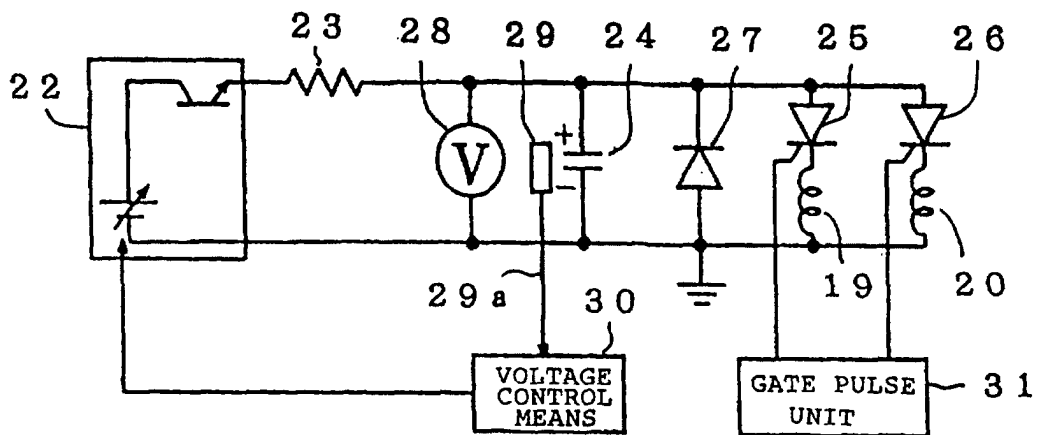 23
28
29
24
27
25
26
22
V
+
-
19
20
29a
30
VOLTAGE
CONTROL
MEANS
GATE PULSE
UNIT
31